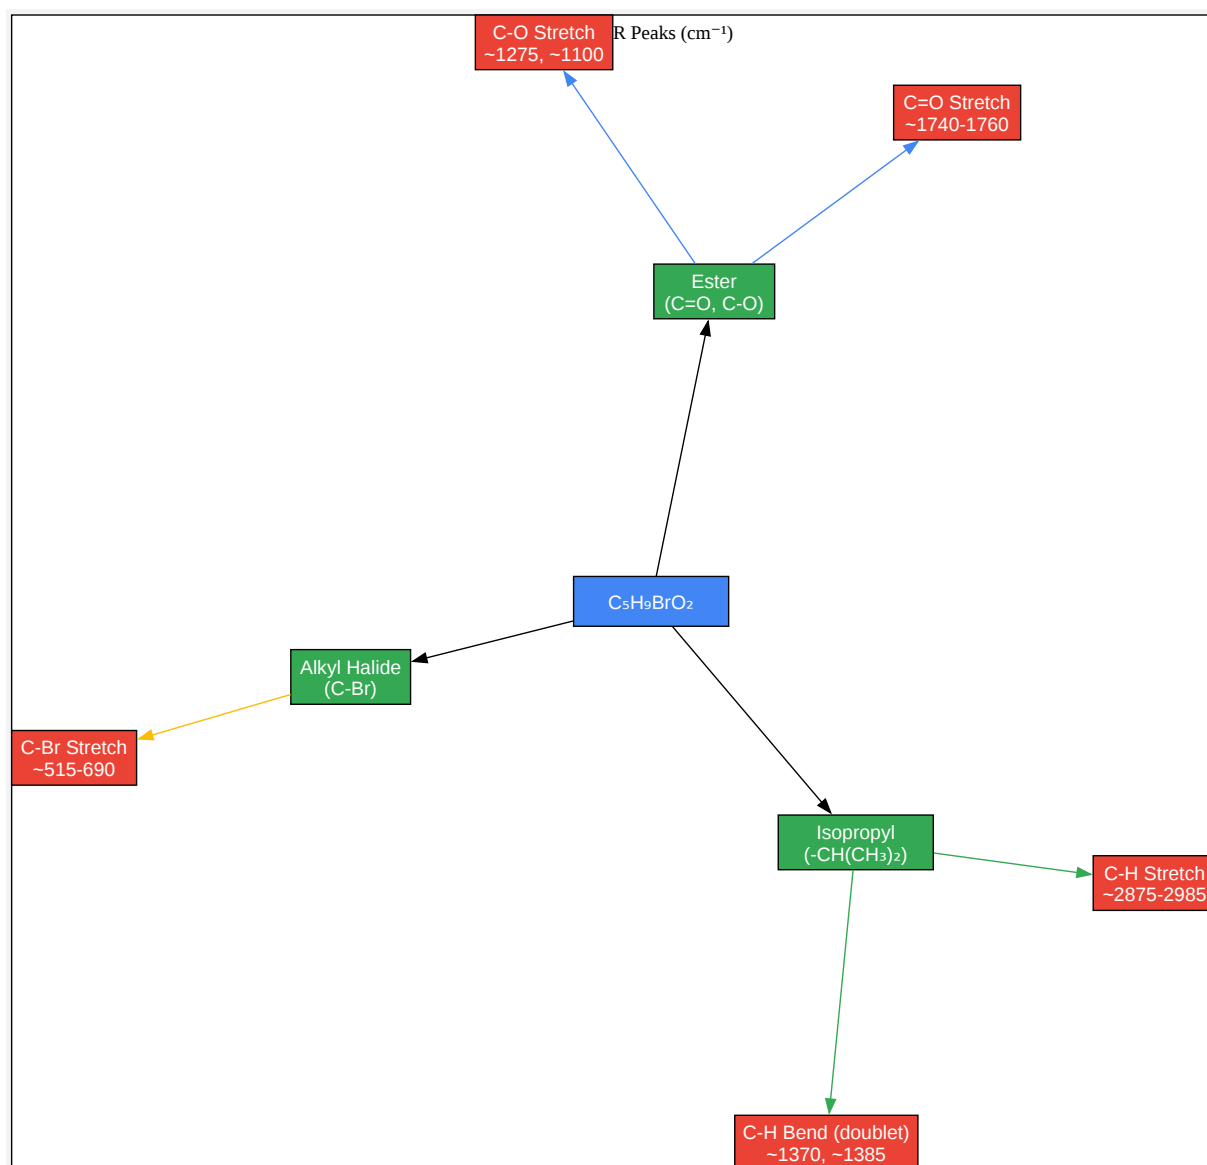 C-O Stretch
~1275, ~1100
R Peaks (cm⁻¹)
C=O Stretch
~1740-1760
Ester
(C=O, C-O)
C₅H₉BrO₂
Alkyl Halide
(C-Br)
C-Br Stretch
~515-690
Isopropyl
(-CH(CH₃)₂)
C-H Stretch
~2875-2985
C-H Bend (doublet)
~1370, ~1385